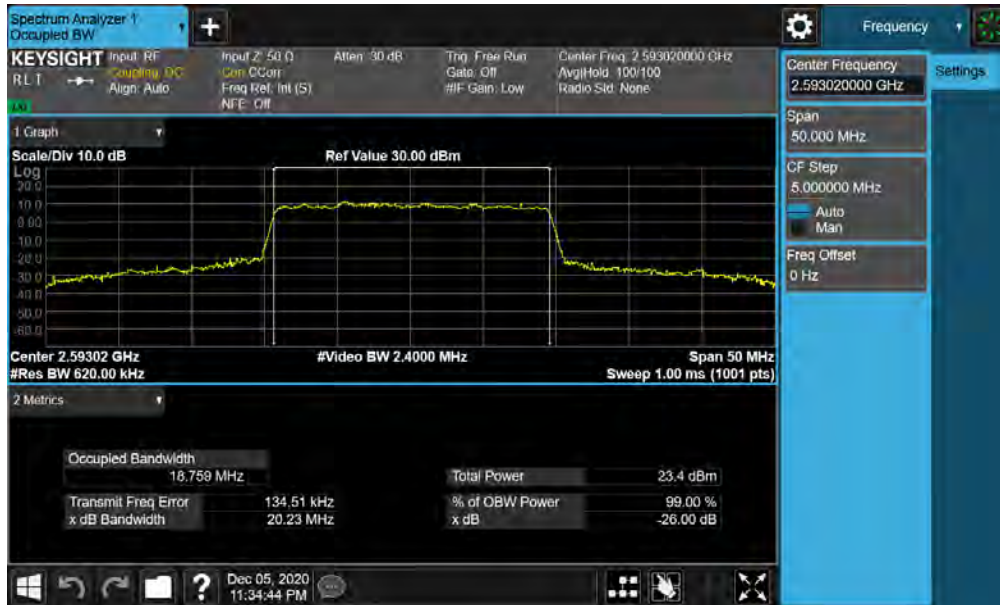 Spectrum Analyzer 1
Occupied BW
Frequency
KEYSIGHT Input: RF
Coupling: DC
Align: Auto
RLT
Input Z: 50 Ω
Corr CCorr
Freq Ref: Int (S)
NFE: Off
Atten: 30 dB
Trig: Free Run
Gate: Off
#IF Gain: Low
Center Freq: 2.593020000 GHz
Avg|Hold: 100/100
Radio Std: None
Center Frequency
2.593020000 GHz
Settings
Span
50.000 MHz
CF Step
5.000000 MHz
Auto
Man
Freq Offset
0 Hz
1 Graph
Scale/Div 10.0 dB
Ref Value 30.00 dBm
Log
20.0
10.0
0.00
-10.0
-20.0
-30.0
-40.0
-50.0
-60.0
Center 2.59302 GHz
#Video BW 2.4000 MHz
Span 50 MHz
#Res BW 620.00 kHz
Sweep 1.00 ms (1001 pts)
2 Metrics
Occupied Bandwidth
18.759 MHz
Total Power 23.4 dBm
Transmit Freq Error 134.51 kHz
% of OBW Power 99.00 %
x dB Bandwidth 20.23 MHz
x dB -26.00 dB
Dec 05, 2020
11:34:44 PM